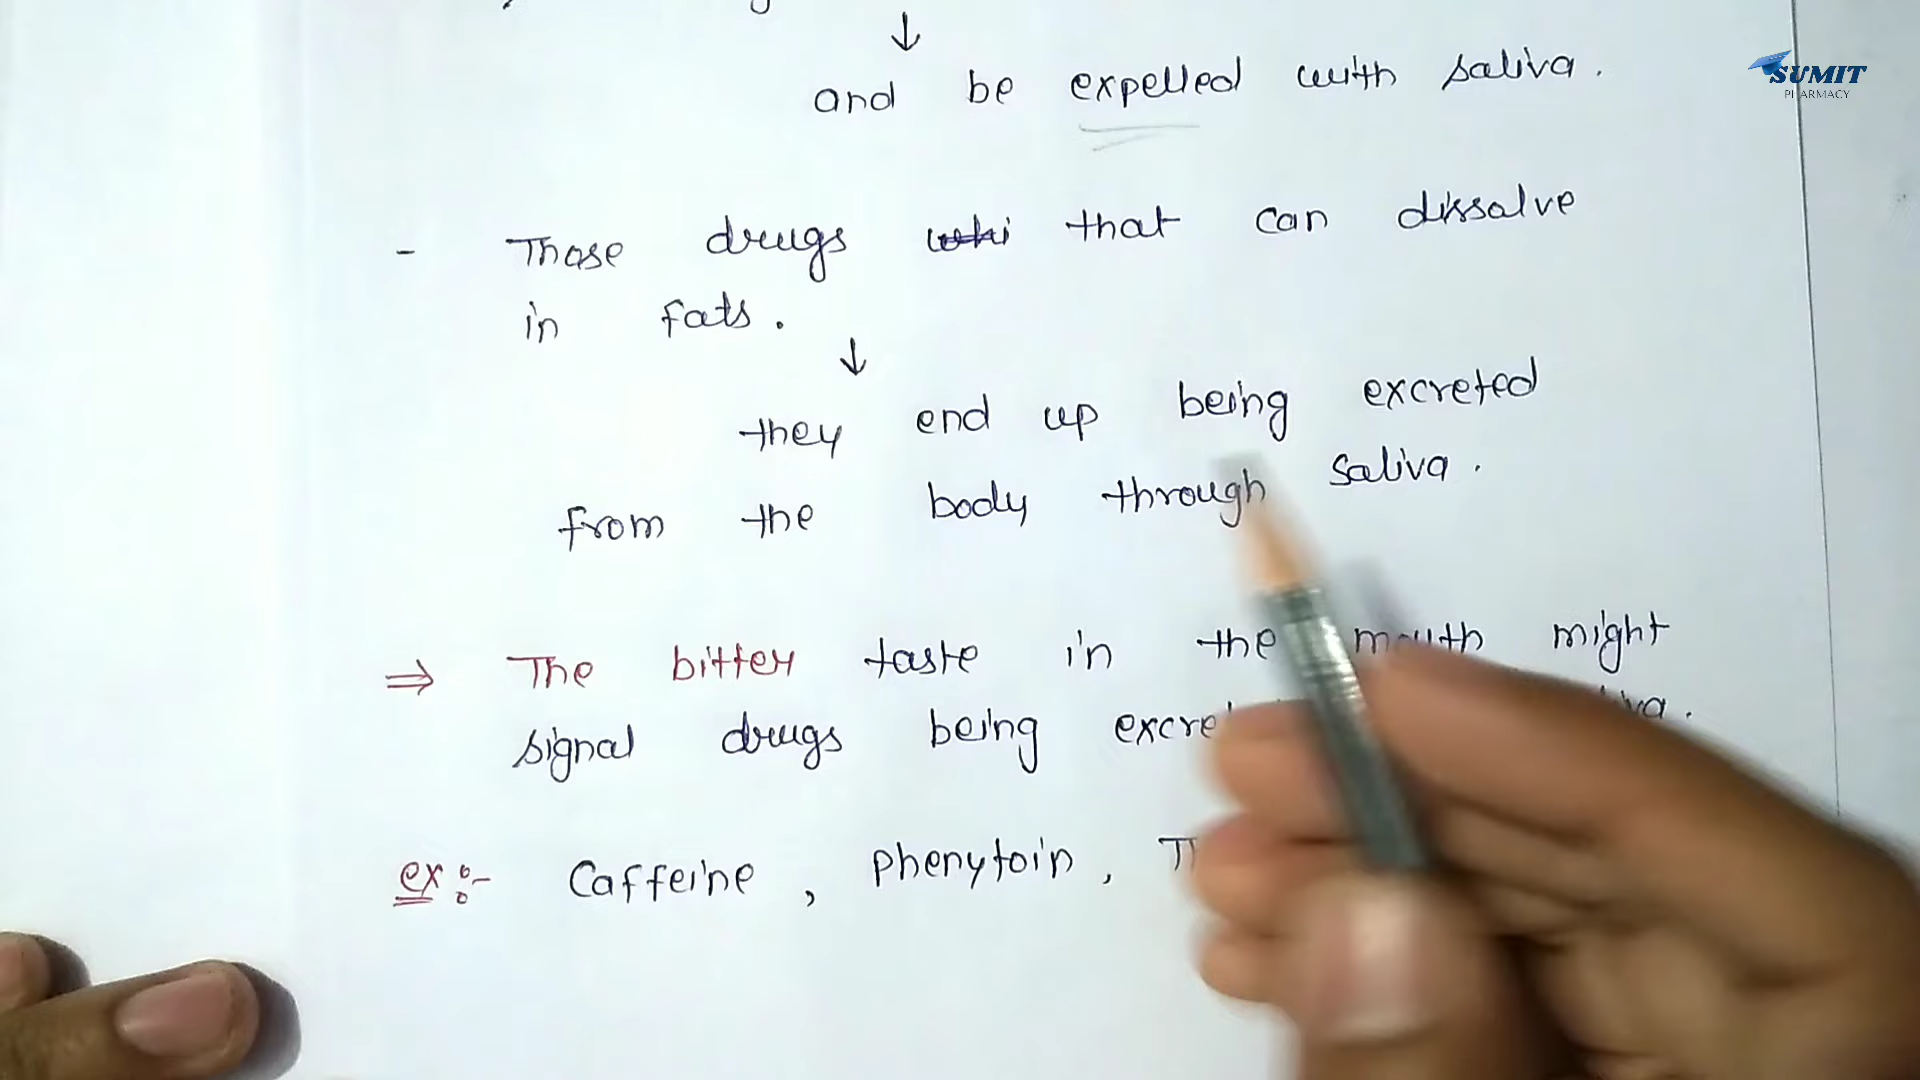 ↓
and be expelled with saliva.
SUMIT
PHARMACY
- Those drugs that can dissolve
in fats.
↓
they end up being excreted
from the body through saliva.
⇒ The bitter taste in the mouth might
signal drugs being
ex:- Caffeine, Phenytoin,